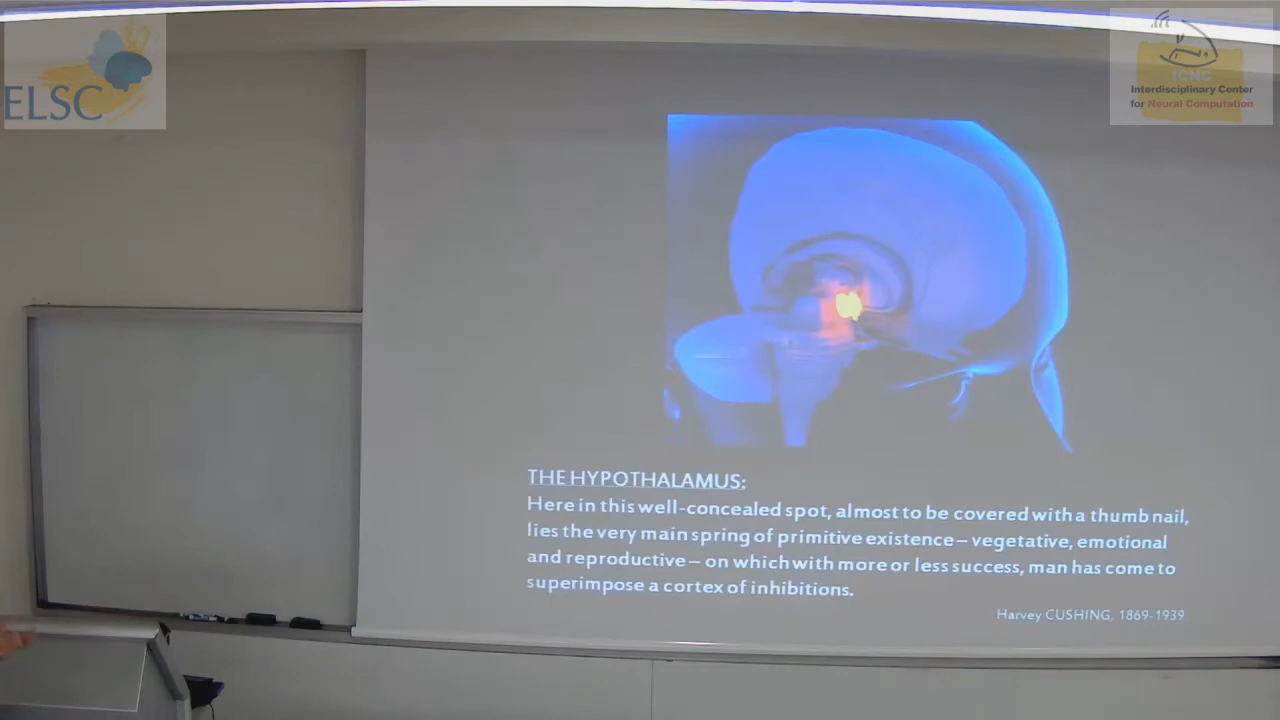 ELSC
ICNC
Interdisciplinary Center
for Neural Computation
THE HYPOTHALAMUS:
Here in this well-concealed spot, almost to be covered with a thumb nail,
lies the very main spring of primitive existence – vegetative, emotional
and reproductive – on which with more or less success, man has come to
superimpose a cortex of inhibitions.
Harvey CUSHING, 1869-1939